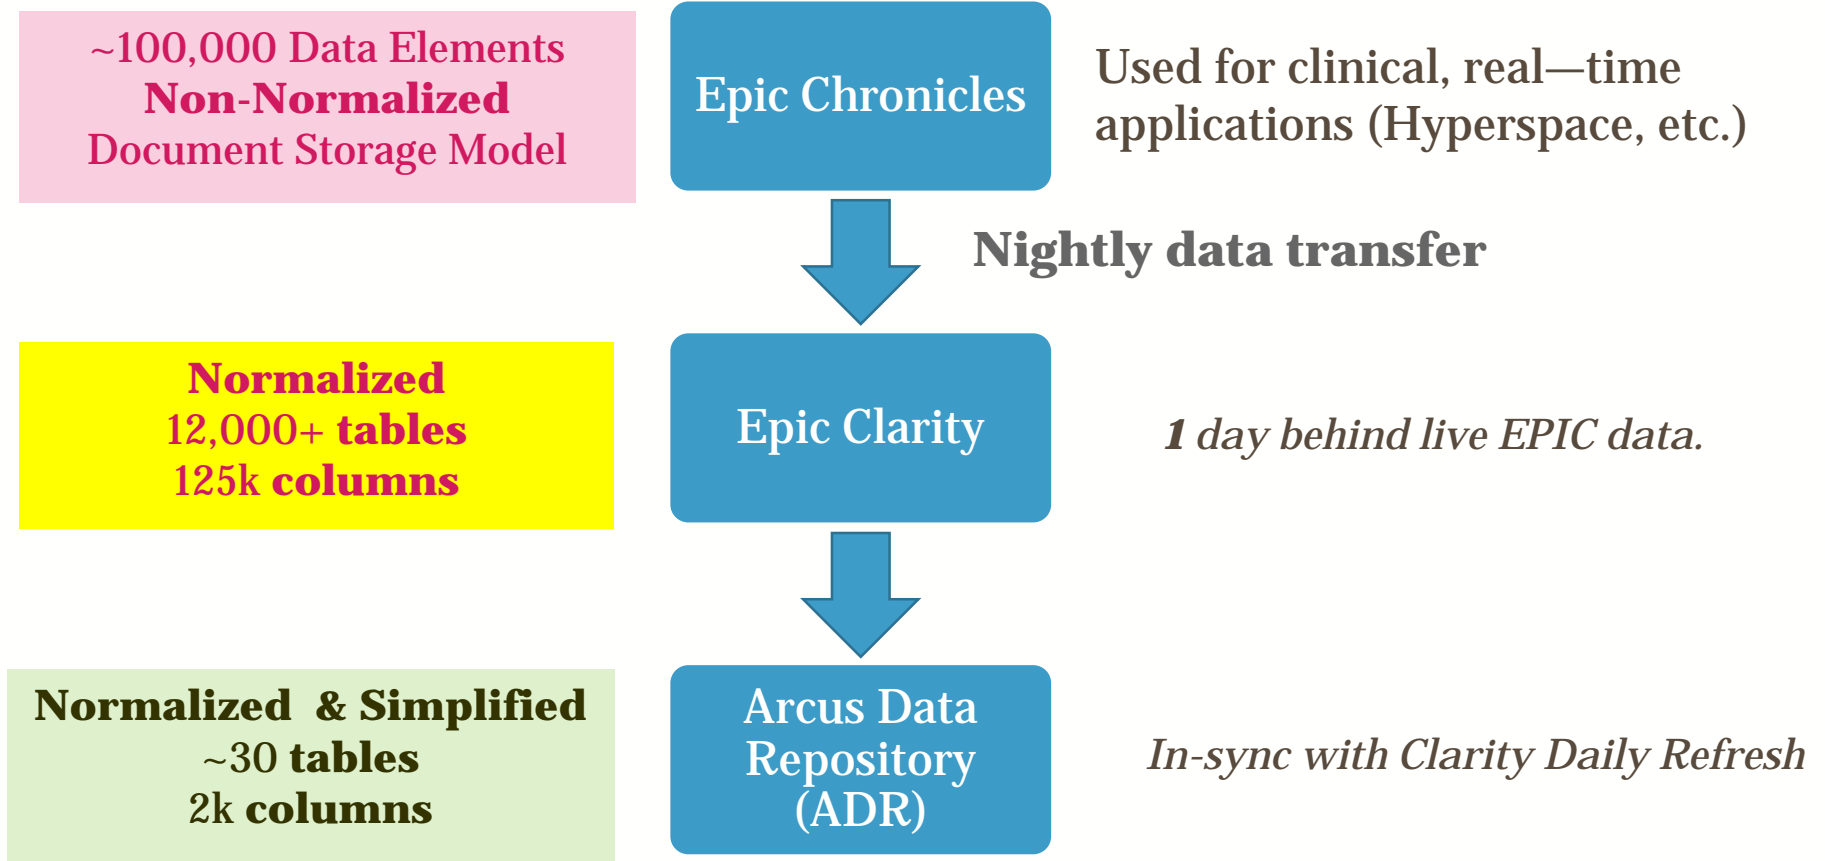 ~100,000 Data Elements
Non-Normalized
Document Storage Model
Epic Chronicles
Used for clinical, real—time
applications (Hyperspace, etc.)
Nightly data transfer
Normalized
12,000+ tables
125k columns
Epic Clarity
1 day behind live EPIC data.
Normalized & Simplified
~30 tables
2k columns
Arcus Data
Repository
(ADR)
In-sync with Clarity Daily Refresh